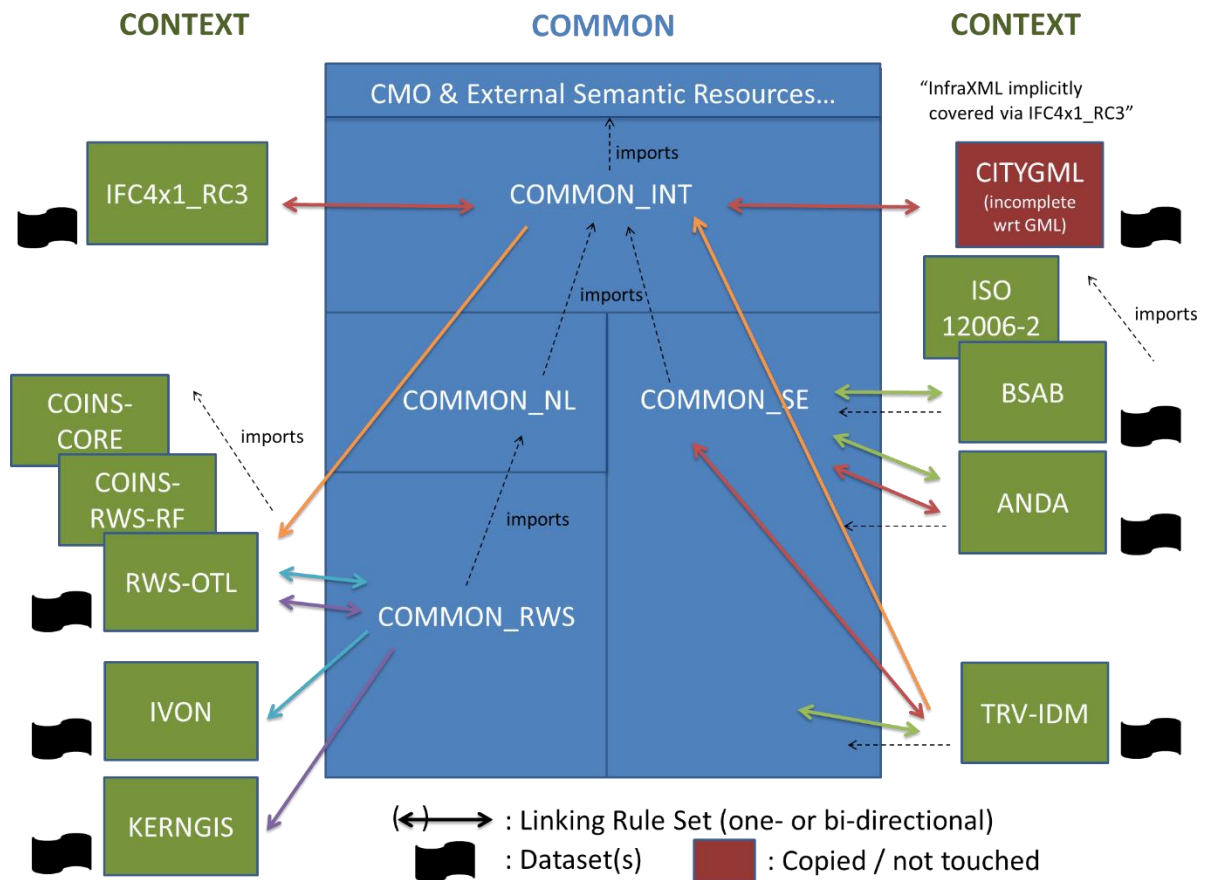 CONTEXT
COMMON
CONTEXT
CMO & External Semantic Resources…
“InfraXML implicitly
covered via IFC4x1_RC3”
imports
IFC4x1_RC3
COMMON_INT
CITYGML
(incomplete
wrt GML)
ISO
12006-2
imports
imports
BSAB
COINS-
CORE
imports
COMMON_NL
COMMON_SE
COINS-
RWS-RF
imports
ANDA
RWS-OTL
COMMON_RWS
IVON
TRV-IDM
KERNGIS
( ) : Linking Rule Set (one- or bi-directional)
: Dataset(s)
: Copied / not touched